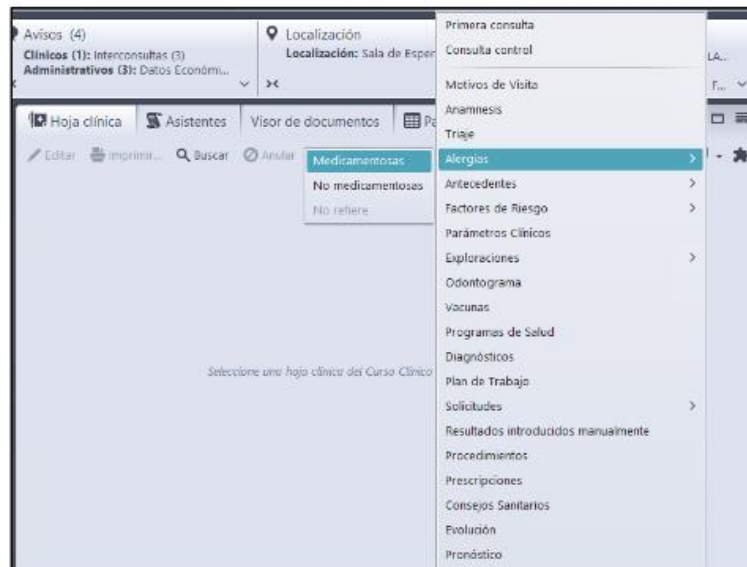 Avisos (4)
Clínicos (1): Interconsultas (3)
Administrativos (3): Datos Económi...
Localización
Localización: Sala de Esper
LA...
F...
Hoja clínica
Asistentes
Visor de documentos
Pa
Editar
Imprimir...
Buscar
Anular
Medicamentosas
No medicamentosas
No refiere
Seleccione una hoja clínica del Curso Clínico
Primera consulta
Consulta control
Motivos de Visita
Anamnesis
Triaje
Alergias
Antecedentes
Factores de Riesgo
Parámetros Clínicos
Exploraciones
Odontograma
Vacunas
Programas de Salud
Diagnósticos
Plan de Trabajo
Solicitudes
Resultados introducidos manualmente
Procedimientos
Prescripciones
Consejos Sanitarios
Evolución
Pronóstico